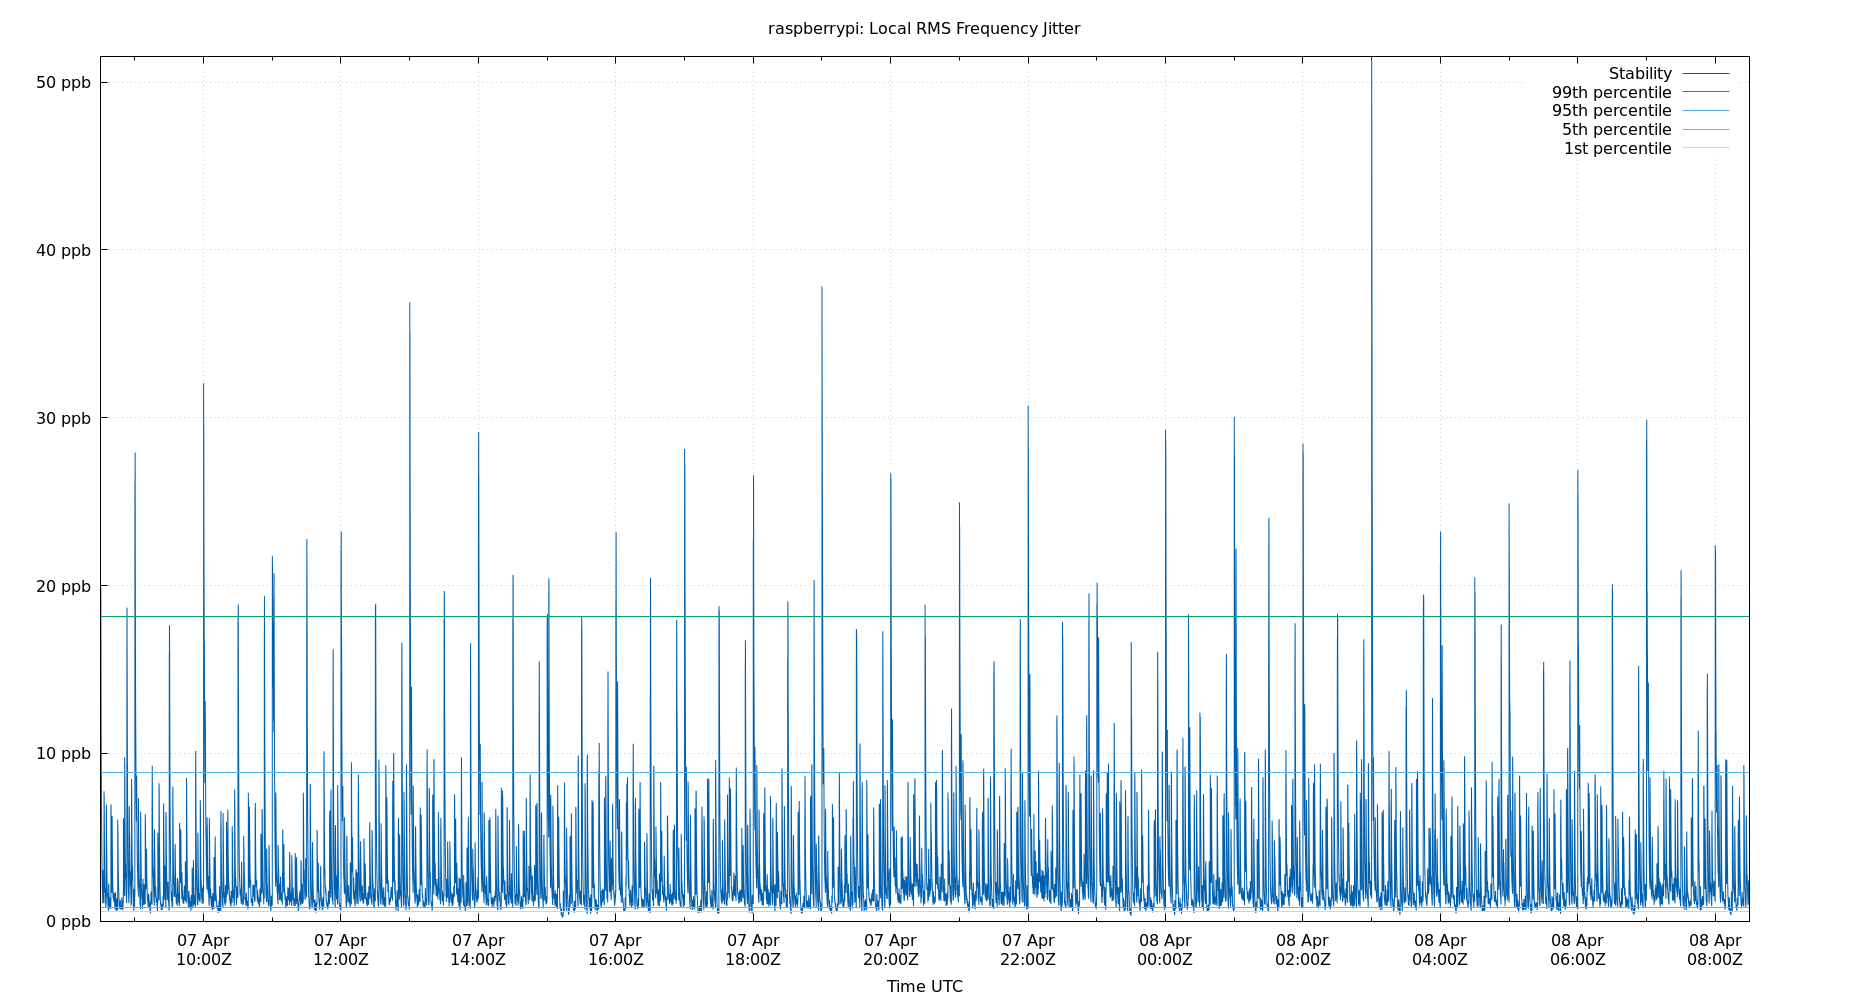 raspberrypi: Local RMS Frequency Jitter
50 ppb
40 ppb
30 ppb
20 ppb
10 ppb
0 ppb
Stability
99th percentile
95th percentile
5th percentile
1st percentile
07 Apr 07 Apr 07 Apr 07 Apr 07 Apr 07 Apr 07 Apr 08 Apr 08 Apr 08 Apr 08 Apr 08 Apr
10:00Z 12:00Z 14:00Z 16:00Z 18:00Z 20:00Z 22:00Z 00:00Z 02:00Z 04:00Z 06:00Z 08:00Z
Time UTC